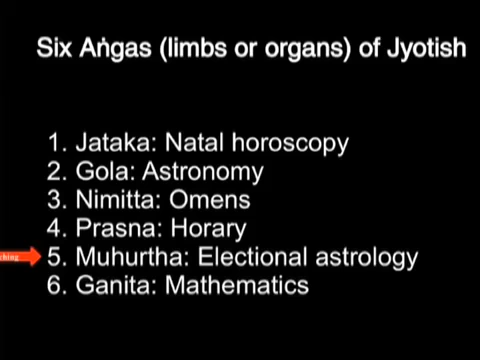 Six Aṅgas (limbs or organs) of Jyotish
1. Jataka: Natal horoscopy
2. Gola: Astronomy
3. Nimitta: Omens
4. Prasna: Horary
5. Muhurtha: Electional astrology
6. Ganita: Mathematics